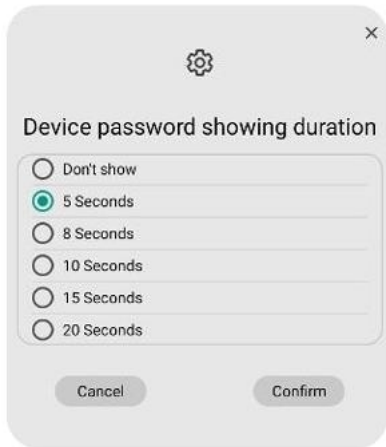 Device password showing duration
Don't show
5 Seconds
8 Seconds
10 Seconds
15 Seconds
20 Seconds
Cancel Confirm